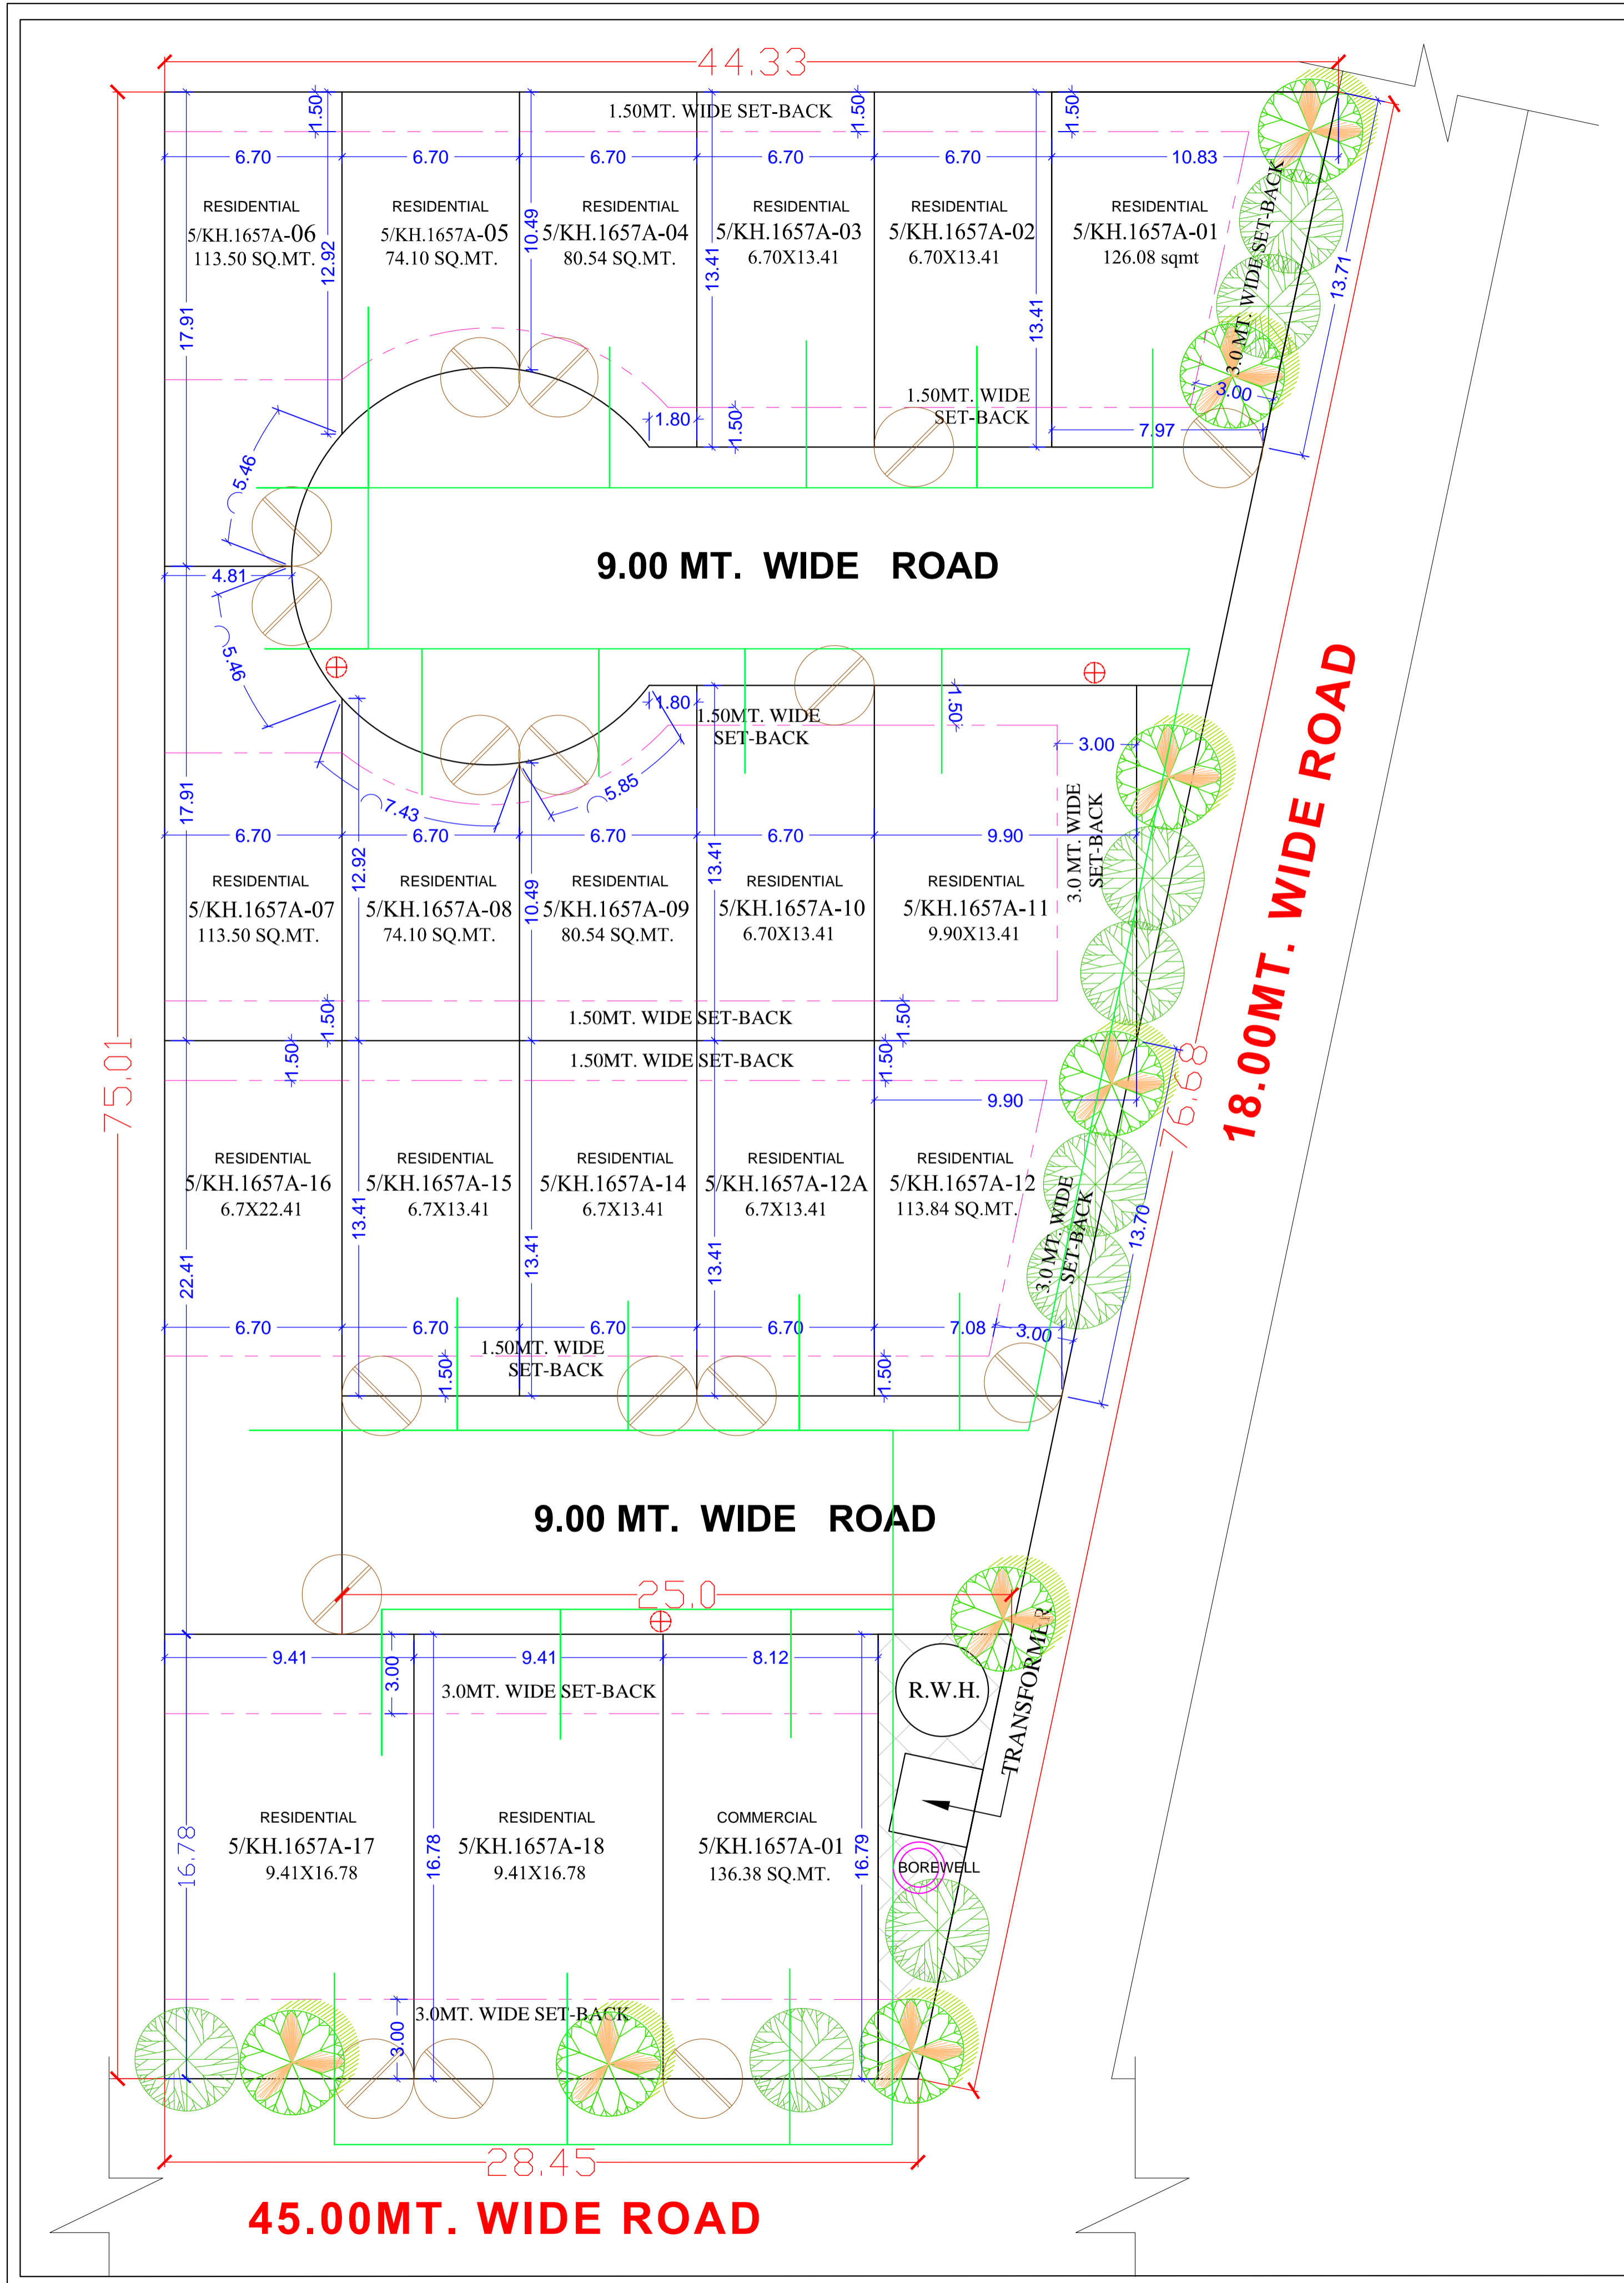 44.33
1.50
1.50MT. WIDE SET-BACK
1.50
1.50
6.70
6.70
6.70
6.70
6.70
10.83
RESIDENTIAL
5/KH.1657A-06
113.50 SQ.MT.
RESIDENTIAL
5/KH.1657A-05
74.10 SQ.MT.
RESIDENTIAL
5/KH.1657A-04
80.54 SQ.MT.
RESIDENTIAL
5/KH.1657A-03
6.70X13.41
RESIDENTIAL
5/KH.1657A-02
6.70X13.41
RESIDENTIAL
5/KH.1657A-01
126.08 sqmt
12.92
10.49
13.41
13.41
17.91
3.0 MT. WIDE SET-BACK
13.71
3.00
1.50MT. WIDE
SET-BACK
1.80
1.50
7.97
5.46
4.81
9.00 MT. WIDE ROAD
5.46
1.80
1.50MT. WIDE
SET-BACK
1.50
3.00
3.0 MT. WIDE
SET-BACK
7.43
5.85
17.91
6.70
6.70
6.70
6.70
9.90
12.92
10.49
13.41
RESIDENTIAL
5/KH.1657A-07
113.50 SQ.MT.
RESIDENTIAL
5/KH.1657A-08
74.10 SQ.MT.
RESIDENTIAL
5/KH.1657A-09
80.54 SQ.MT.
RESIDENTIAL
5/KH.1657A-10
6.70X13.41
RESIDENTIAL
5/KH.1657A-11
9.90X13.41
18.00MT. WIDE ROAD
1.50
1.50MT. WIDE SET-BACK
1.50
1.50
1.50MT. WIDE SET-BACK
1.50
75.01
76.68
9.90
RESIDENTIAL
5/KH.1657A-16
6.7X22.41
RESIDENTIAL
5/KH.1657A-15
6.7X13.41
RESIDENTIAL
5/KH.1657A-14
6.7X13.41
RESIDENTIAL
5/KH.1657A-12A
6.7X13.41
RESIDENTIAL
5/KH.1657A-12
113.84 SQ.MT.
22.41
13.41
13.41
13.41
3.0 MT. WIDE
SET-BACK
13.70
6.70
6.70
6.70
6.70
7.08
3.00
1.50MT. WIDE
SET-BACK
1.50
1.50
9.00 MT. WIDE ROAD
25.0
9.41
9.41
8.12
3.00
3.0MT. WIDE SET-BACK
R.W.H.
TRANSFORMER
RESIDENTIAL
5/KH.1657A-17
9.41X16.78
RESIDENTIAL
5/KH.1657A-18
9.41X16.78
COMMERCIAL
5/KH.1657A-01
136.38 SQ.MT.
16.78
16.78
16.79
BOREWELL
3.00
3.0MT. WIDE SET-BACK
28.45
45.00MT. WIDE ROAD